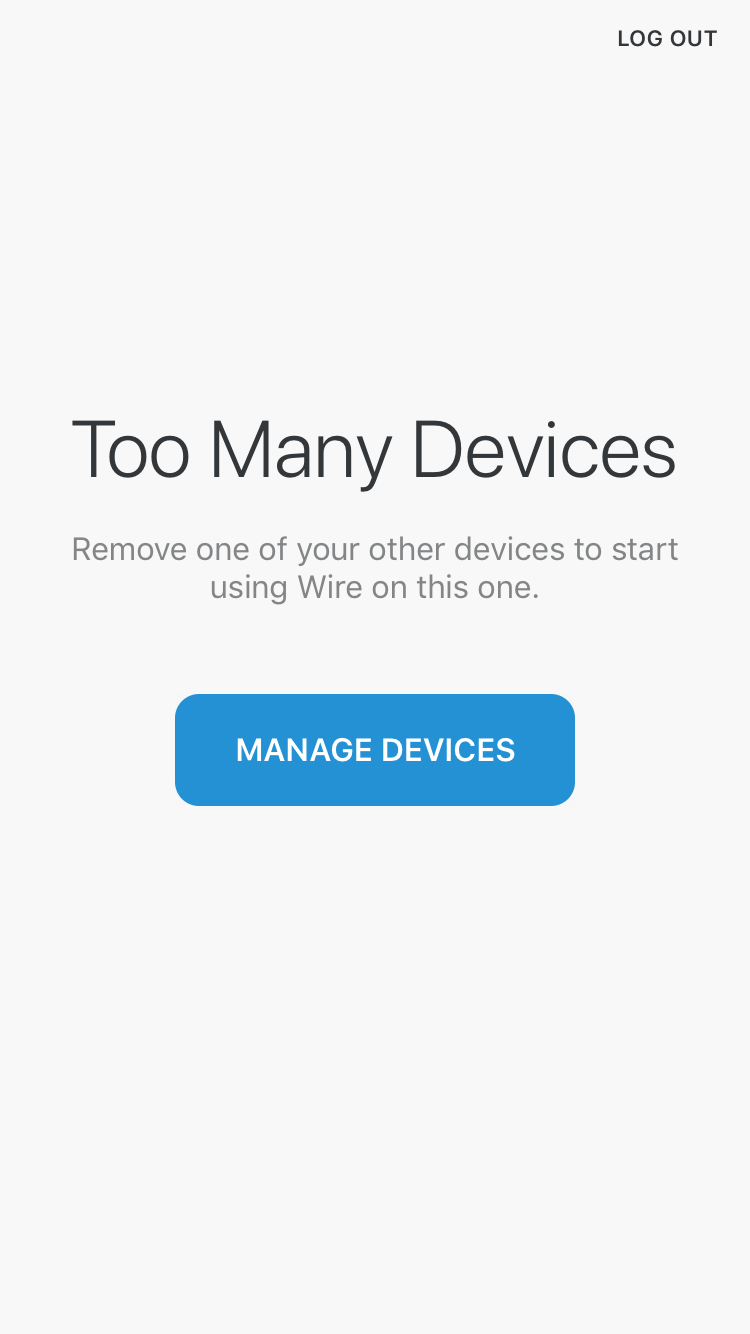 LOG OUT
Too Many Devices
Remove one of your other devices to start
using Wire on this one.
MANAGE DEVICES